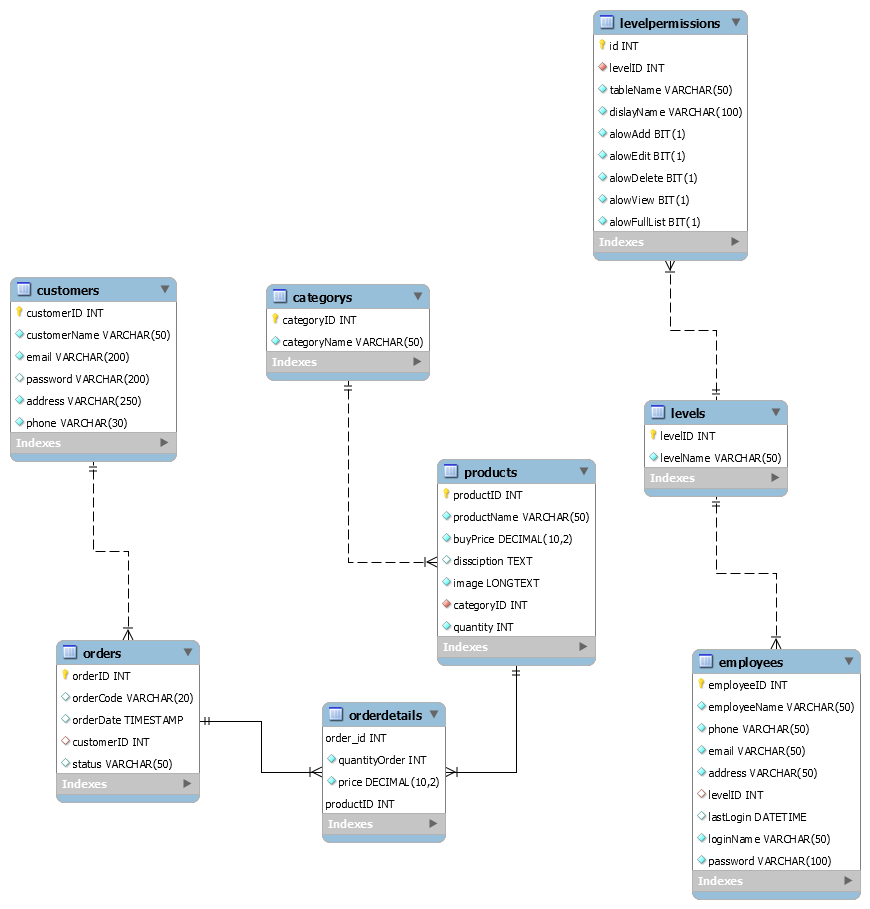 levelpermissions
id INT
levelID INT
tableName VARCHAR(50)
dislayName VARCHAR(100)
alowAdd BIT(1)
alowEdit BIT(1)
alowDelete BIT(1)
alowView BIT(1)
alowFullList BIT(1)
Indexes
customers
customerID INT
customerName VARCHAR(50)
email VARCHAR(200)
password VARCHAR(200)
address VARCHAR(250)
phone VARCHAR(30)
Indexes
categorys
categoryID INT
categoryName VARCHAR(50)
Indexes
levels
levelID INT
levelName VARCHAR(50)
Indexes
products
productID INT
productName VARCHAR(50)
buyPrice DECIMAL(10,2)
dissciption TEXT
image LONGTEXT
categoryID INT
quantity INT
Indexes
orders
orderID INT
orderCode VARCHAR(20)
orderDate TIMESTAMP
customerID INT
status VARCHAR(50)
Indexes
orderdetails
order_id INT
quantityOrder INT
price DECIMAL(10,2)
productID INT
Indexes
employees
employeeID INT
employeeName VARCHAR(50)
phone VARCHAR(50)
email VARCHAR(50)
address VARCHAR(50)
levelID INT
lastLogin DATETIME
loginName VARCHAR(50)
password VARCHAR(100)
Indexes